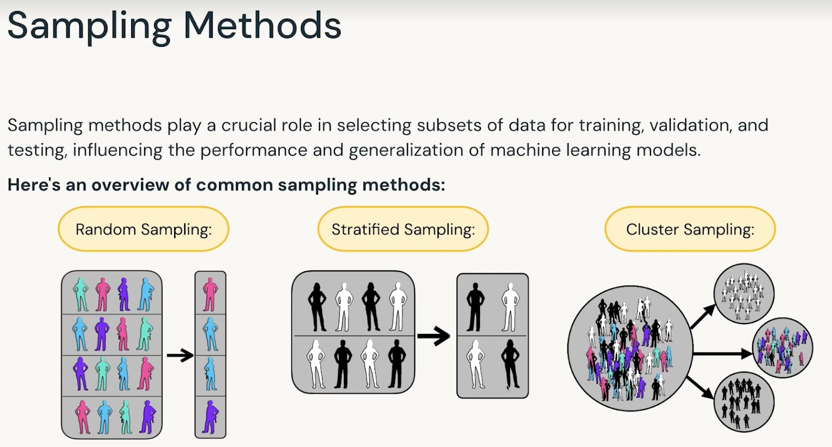 Sampling Methods
Sampling methods play a crucial role in selecting subsets of data for training, validation, and
testing, influencing the performance and generalization of machine learning models.
Here's an overview of common sampling methods:
Random Sampling:
Stratified Sampling:
Cluster Sampling: